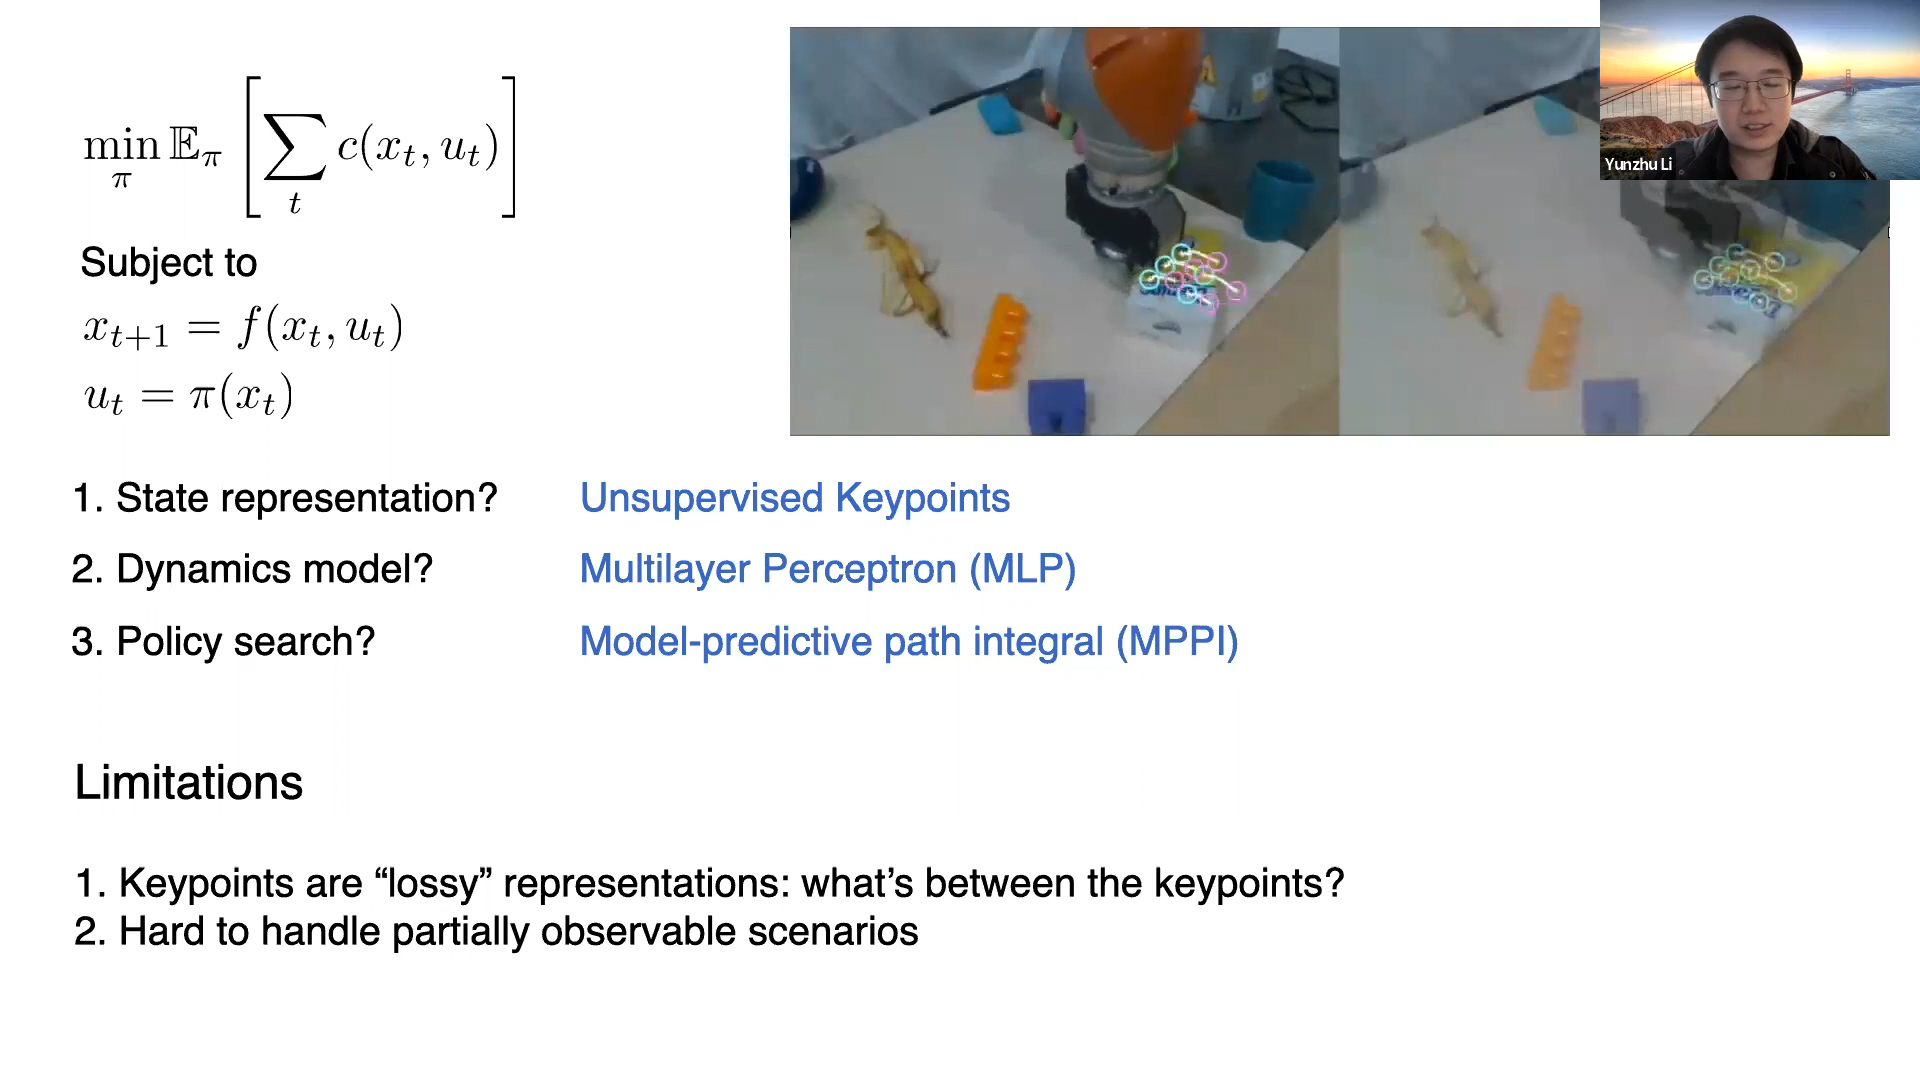 min_π 𝔼_π [ ∑_t c(x_t, u_t) ]
Subject to
x_{t+1} = f(x_t, u_t)
u_t = π(x_t)
Yunzhu Li
1. State representation? Unsupervised Keypoints
2. Dynamics model? Multilayer Perceptron (MLP)
3. Policy search? Model-predictive path integral (MPPI)
Limitations
1. Keypoints are “lossy” representations: what’s between the keypoints?
2. Hard to handle partially observable scenarios